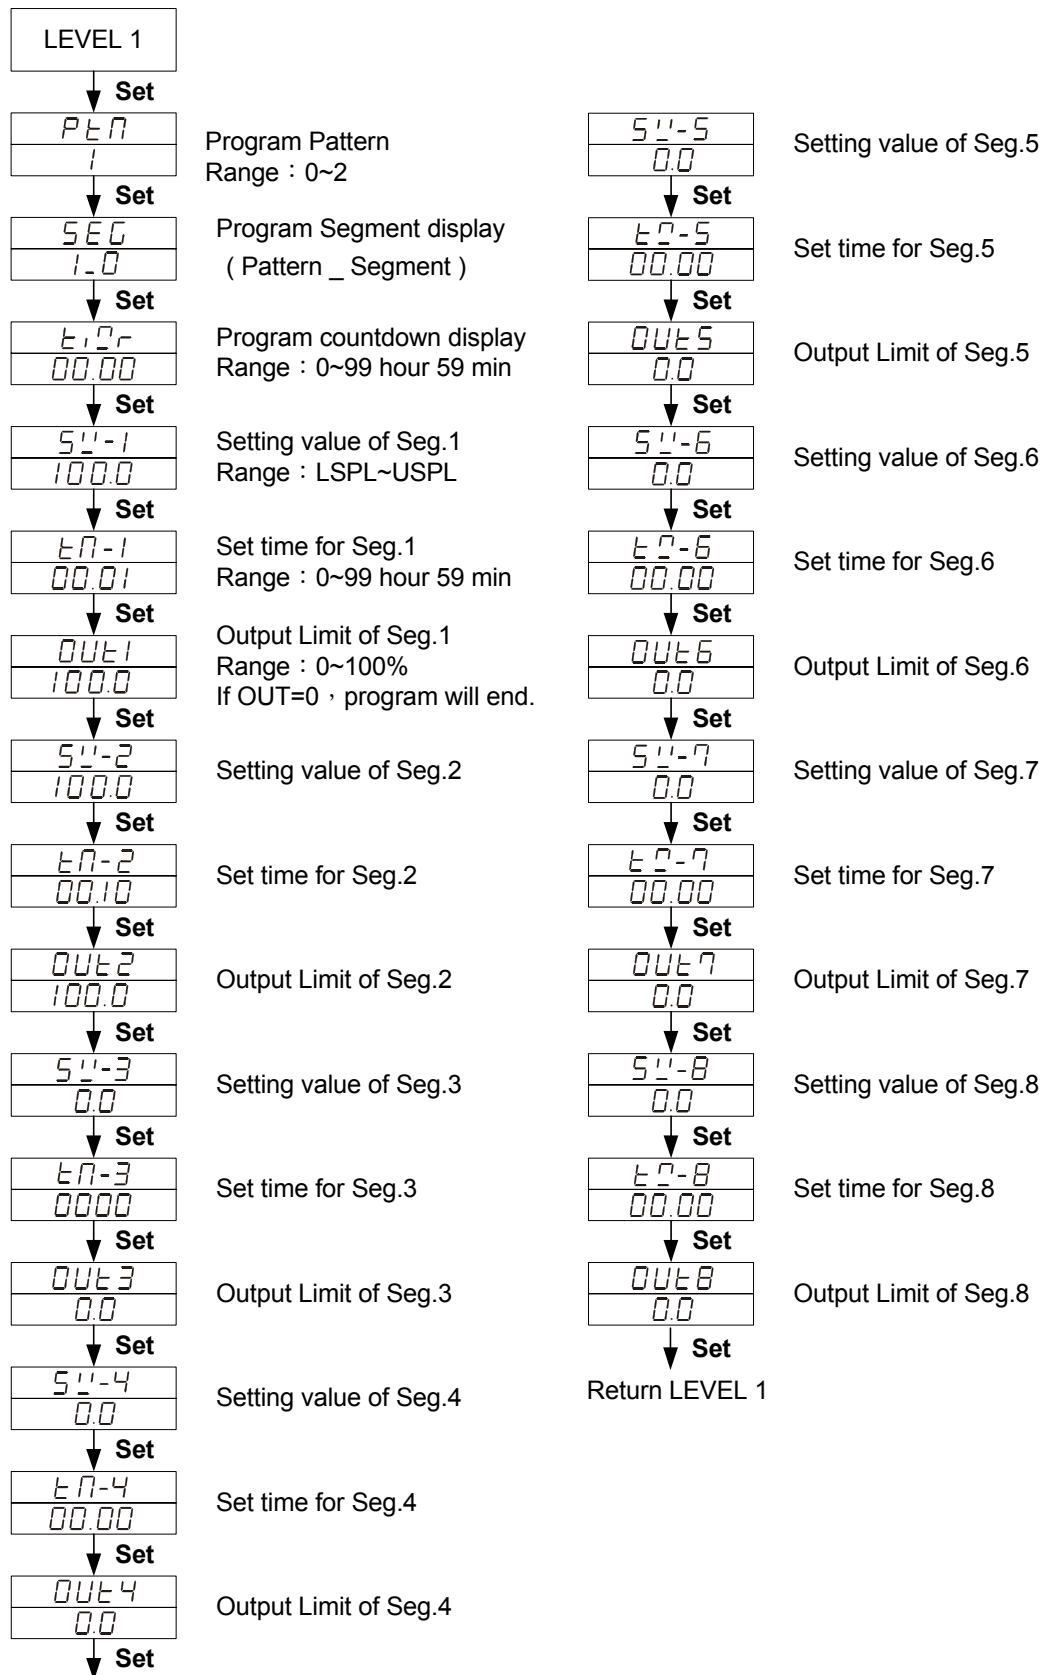 LEVEL 1
Set
PtM
1
Program Pattern
Range：0~2
Set
SEG
1_0
Program Segment display
( Pattern _ Segment )
Set
tiMr
00.00
Program countdown display
Range：0~99 hour 59 min
Set
SV-1
100.0
Setting value of Seg.1
Range：LSPL~USPL
Set
tM-1
00.01
Set time for Seg.1
Range：0~99 hour 59 min
Set
OUt1
100.0
Output Limit of Seg.1
Range：0~100%
If OUT=0，program will end.
Set
SV-2
100.0
Setting value of Seg.2
Set
tM-2
00.10
Set time for Seg.2
Set
OUt2
100.0
Output Limit of Seg.2
Set
SV-3
0.0
Setting value of Seg.3
Set
tM-3
0000
Set time for Seg.3
Set
OUt3
0.0
Output Limit of Seg.3
Set
SV-4
0.0
Setting value of Seg.4
Set
tM-4
00.00
Set time for Seg.4
Set
OUt4
0.0
Output Limit of Seg.4
Set
SV-5
0.0
Setting value of Seg.5
Set
tM-5
00.00
Set time for Seg.5
Set
OUt5
0.0
Output Limit of Seg.5
Set
SV-6
0.0
Setting value of Seg.6
Set
tM-6
00.00
Set time for Seg.6
Set
OUt6
0.0
Output Limit of Seg.6
Set
SV-7
0.0
Setting value of Seg.7
Set
tM-7
00.00
Set time for Seg.7
Set
OUt7
0.0
Output Limit of Seg.7
Set
SV-8
0.0
Setting value of Seg.8
Set
tM-8
00.00
Set time for Seg.8
Set
OUt8
0.0
Output Limit of Seg.8
Set
Return LEVEL 1